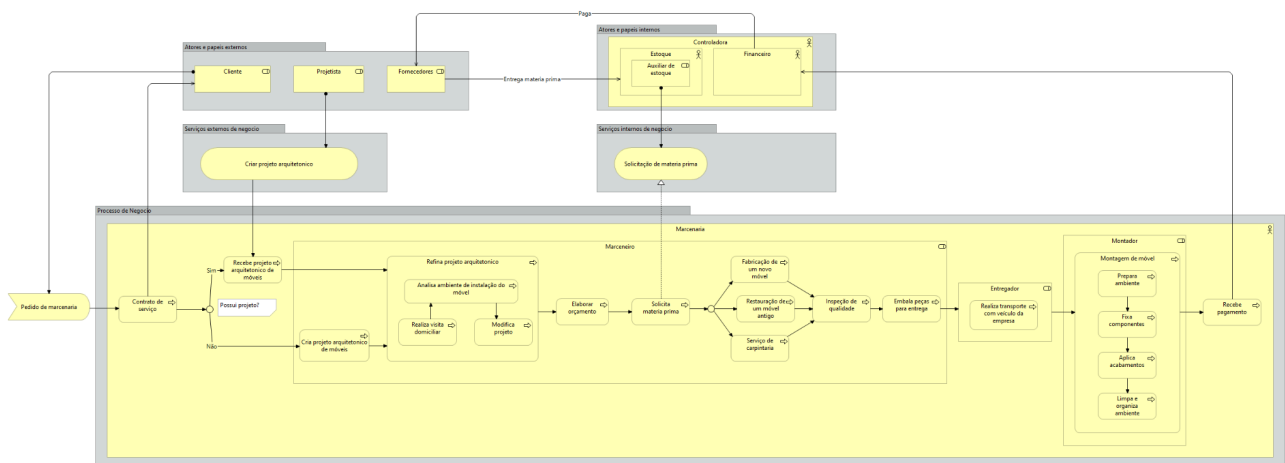 Paga
Atores e papeis externos
Cliente
Projetista
Fornecedores
Entrega materia prima
Atores e papeis internos
Controladora
Estoque
Auxiliar de
estoque
Financeiro
Serviços externos de negocio
Criar projeto arquitetonico
Serviços internos de negocio
Solicitação de materia prima
Processo de Negocio
Marcenaria
Pedido de marcenaria
Contrato de
serviço
Sim
Possui projeto?
Não
Recebe projeto
arquitetonico de
móveis
Marceneiro
Cria projeto arquitetonico
de móveis
Refina projeto arquitetonico
Analisa ambiente de instalação do
móvel
Realiza visita
domiciliar
Modifica
projeto
Elaborar
orçamento
Solicita
materia prima
Fabricação de
um novo
móvel
Restauração de
um móvel
antigo
Serviço de
carpintaria
Inspeção de
qualidade
Embala peças
para entrega
Entregador
Realiza transporte
com veículo da
empresa
Montador
Montagem de móvel
Prepara
ambiente
Fixa
componentes
Aplica
acabamentos
Limpa e
organiza
ambiente
Recebe
pagamento